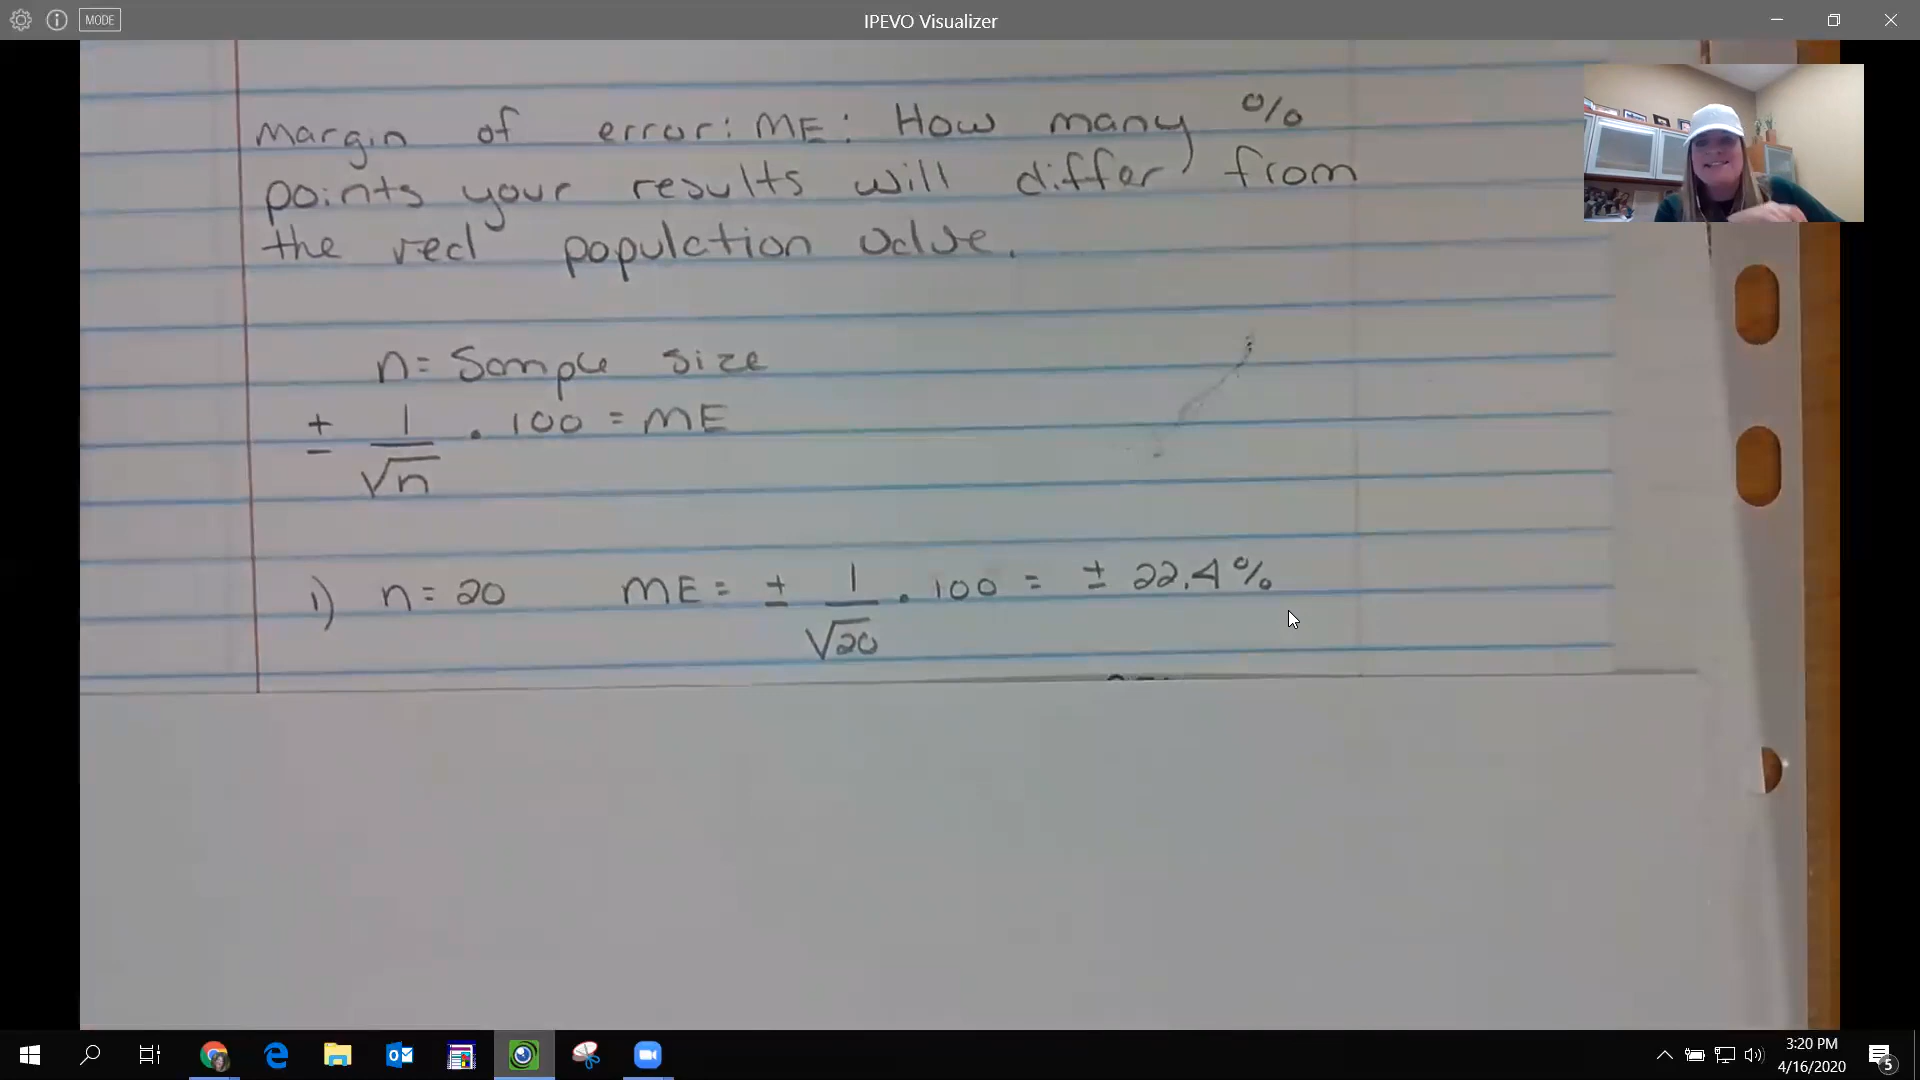 MODE
IPEVO Visualizer
Margin of error: ME: How many %
points your results will differ from
the real population value.
n = Sample size
± 1/√n · 100 = ME
1) n = 20 ME = ± 1/√20 · 100 = ± 22.4%
3:20 PM
4/16/2020
5